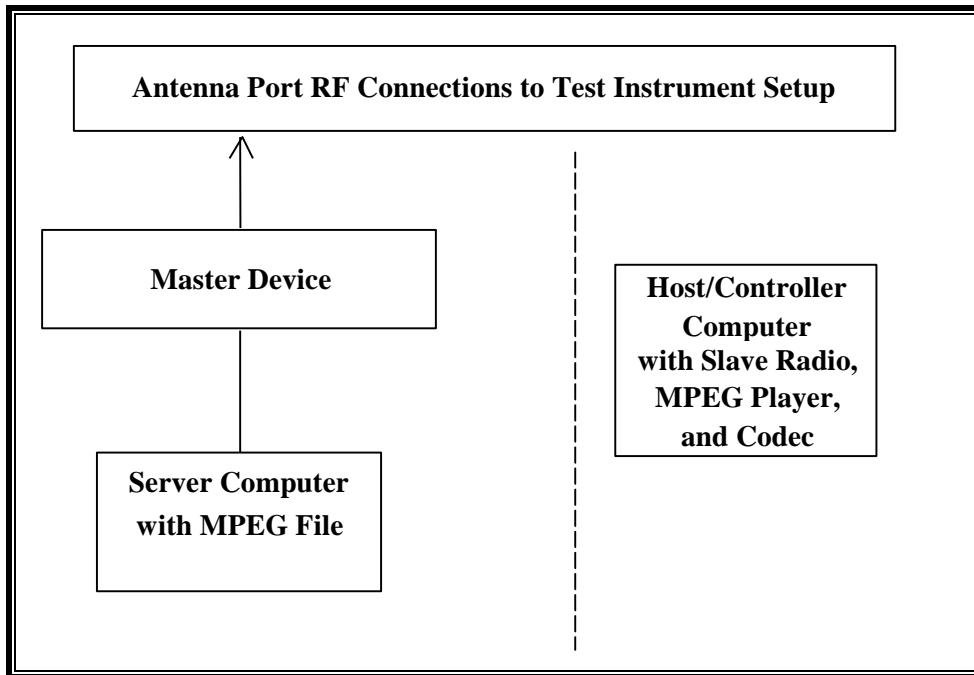 Antenna Port RF Connections to Test Instrument Setup
Master Device
Host/Controller
Computer
with Slave Radio,
MPEG Player,
and Codec
Server Computer
with MPEG File